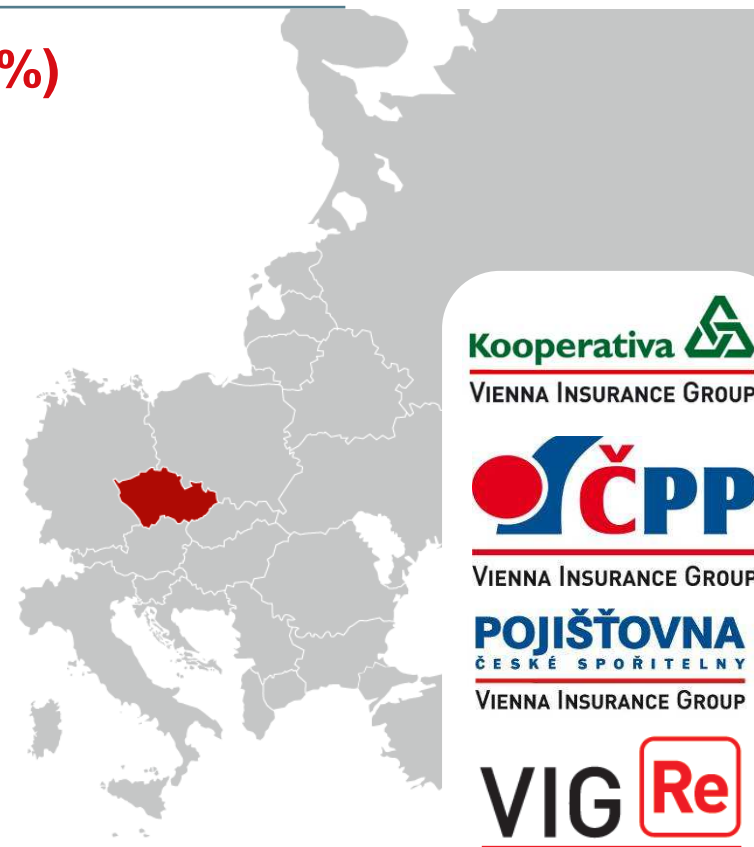 %)
Kooperativa
VIENNA INSURANCE GROUP
ČPP
VIENNA INSURANCE GROUP
POJIŠŤOVNA
ČESKÉ SPOŘITELNY
VIENNA INSURANCE GROUP
VIG Re